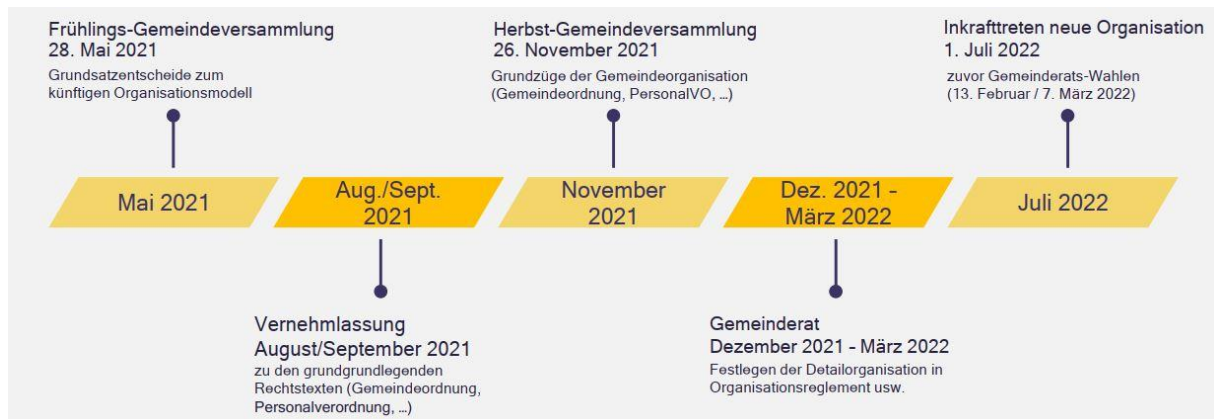 Frühlings-Gemeindeversammlung
28. Mai 2021
Grundsatzentscheide zum
künftigen Organisationsmodell
Herbst-Gemeindeversammlung
26. November 2021
Grundzüge der Gemeindeorganisation
(Gemeindeordnung, PersonalVO, ...)
Inkrafttreten neue Organisation
1. Juli 2022
zuvor Gemeinderats-Wahlen
(13. Februar / 7. März 2022)
Mai 2021
Aug./Sept.
2021
November
2021
Dez. 2021 -
März 2022
Juli 2022
Vernehmlassung
August/September 2021
zu den grundgrundlegenden
Rechtstexten (Gemeindeordnung,
Personalverordnung, ...)
Gemeinderat
Dezember 2021 - März 2022
Festlegen der Detailorganisation in
Organisationsreglement usw.